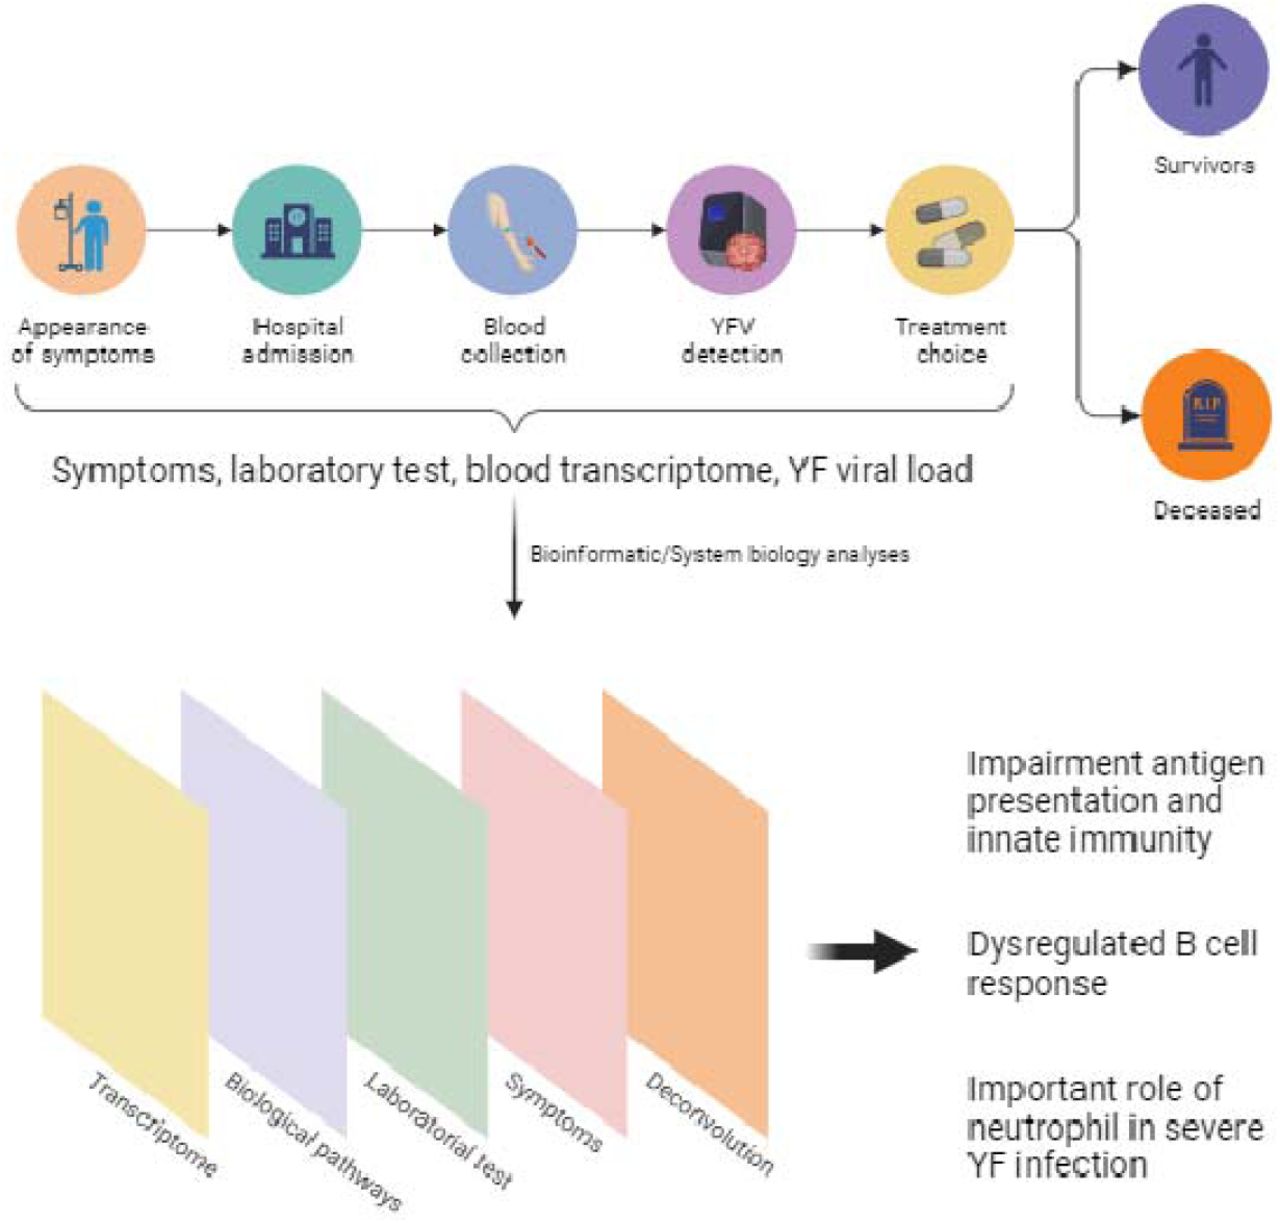 Survivors
Appearance
of symptoms
Hospital
admission
Blood
collection
YFV
detection
Treatment
choice
R.I.P
Deceased
Symptoms, laboratory test, blood transcriptome, YF viral load
Bioinformatic/System biology analyses
Transcriptome
Biological pathways
Laboratorial test
Symptoms
Deconvolution
Impairment antigen
presentation and
innate immunity
Dysregulated B cell
response
Important role of
neutrophil in severe
YF infection